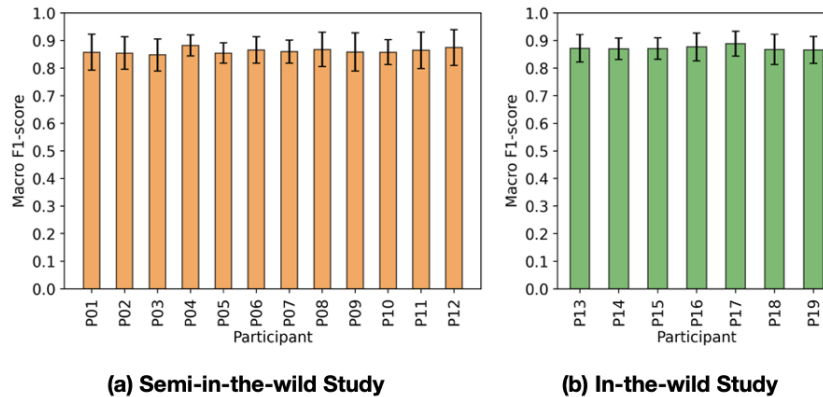 1.0
0.9
0.8
0.7
0.6
0.5
0.4
0.3
0.2
0.1
0.0
Macro F1-score
P01
P02
P03
P04
P05
P06
P07
P08
P09
P10
P11
P12
Participant
(a) Semi-in-the-wild Study
1.0
0.9
0.8
0.7
0.6
0.5
0.4
0.3
0.2
0.1
0.0
Macro F1-score
P13
P14
P15
P16
P17
P18
P19
Participant
(b) In-the-wild Study